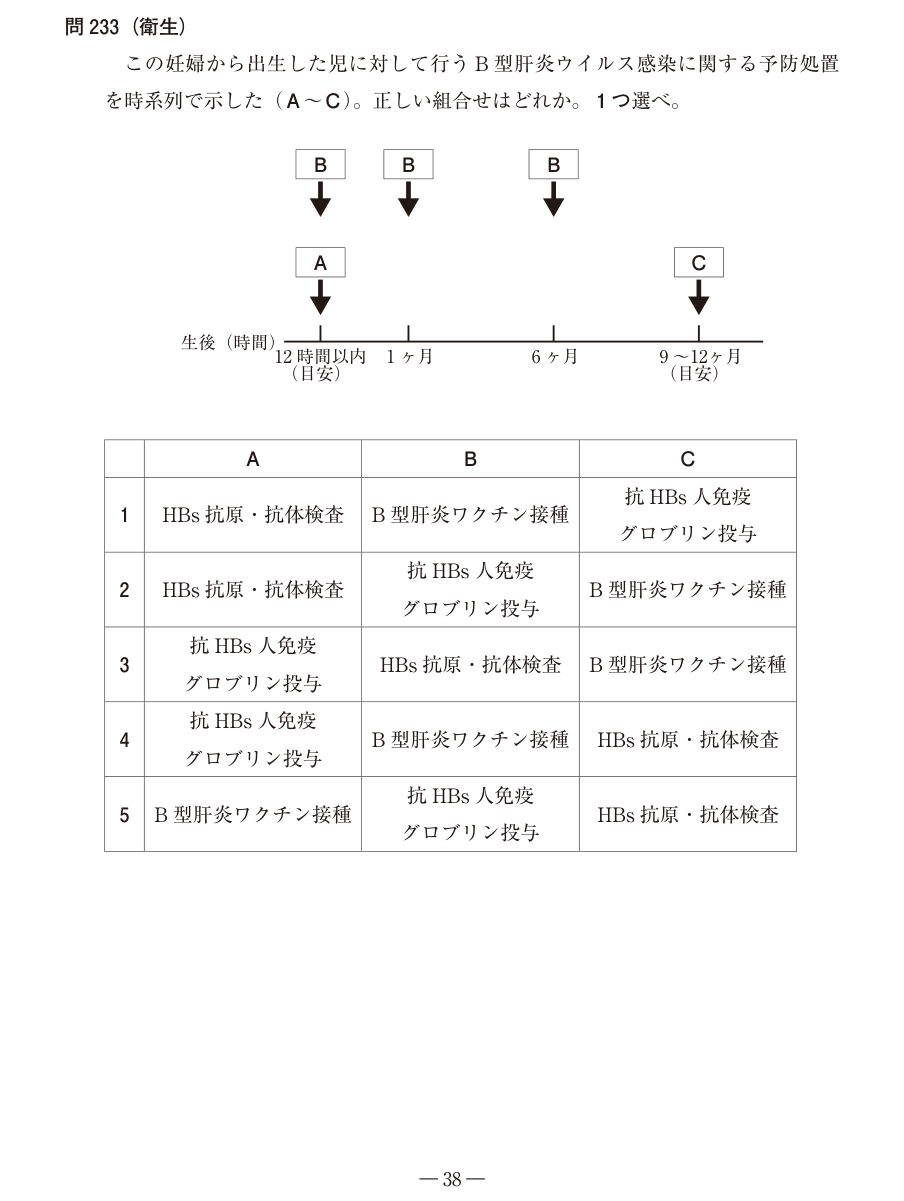 問 233（衛生）
この妊婦から出生した児に対して行う B 型肝炎ウイルス感染に関する予防処置
を時系列で示した（A～C）。正しい組合せはどれか。1つ選べ。
B B B
A C
生後（時間）
12 時間以内 1 ヶ月 6 ヶ月 9 ～12ヶ月
（目安） （目安）
A B C
1 HBs 抗原・抗体検査 B 型肝炎ワクチン接種 抗 HBs 人免疫
グロブリン投与
2 HBs 抗原・抗体検査 抗 HBs 人免疫
グロブリン投与 B 型肝炎ワクチン接種
3 抗 HBs 人免疫
グロブリン投与 HBs 抗原・抗体検査 B 型肝炎ワクチン接種
4 抗 HBs 人免疫
グロブリン投与 B 型肝炎ワクチン接種 HBs 抗原・抗体検査
5 B 型肝炎ワクチン接種 抗 HBs 人免疫
グロブリン投与 HBs 抗原・抗体検査
― 38 ―